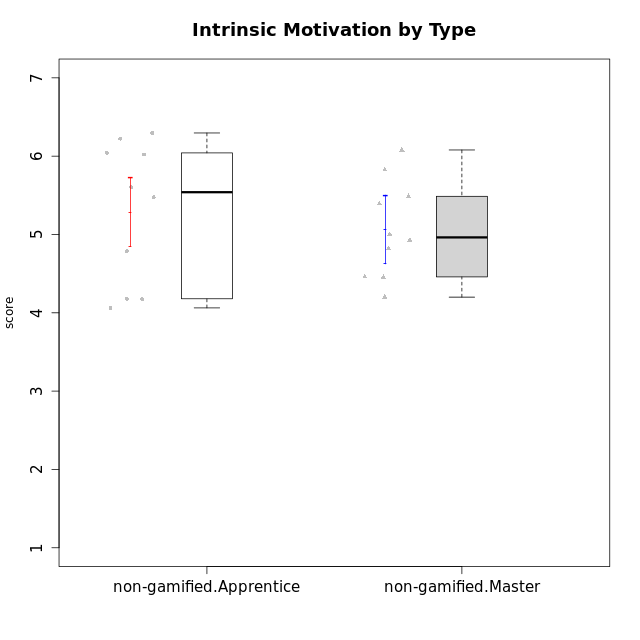 Intrinsic Motivation by Type
7
6
5
4
3
2
1
score
non-gamified.Apprentice
non-gamified.Master